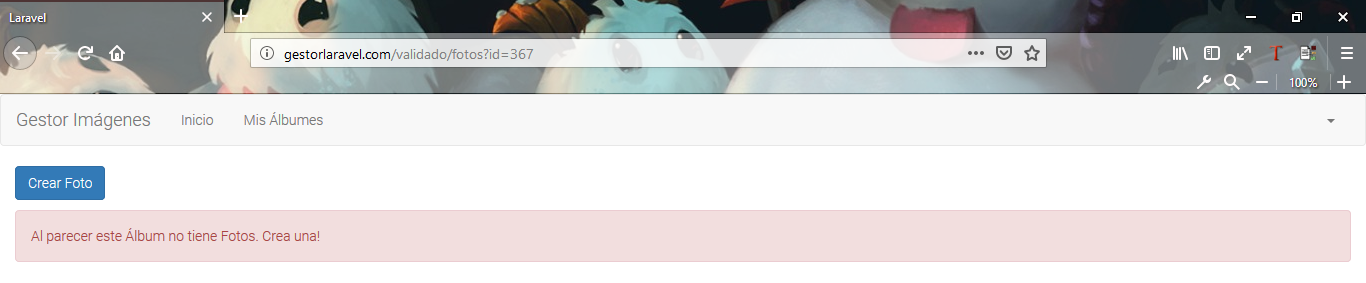 Laravel
gestorlaravel.com/validado/fotos?id=367
100%
Gestor Imágenes Inicio Mis Álbumes
Crear Foto
Al parecer este Álbum no tiene Fotos. Crea una!